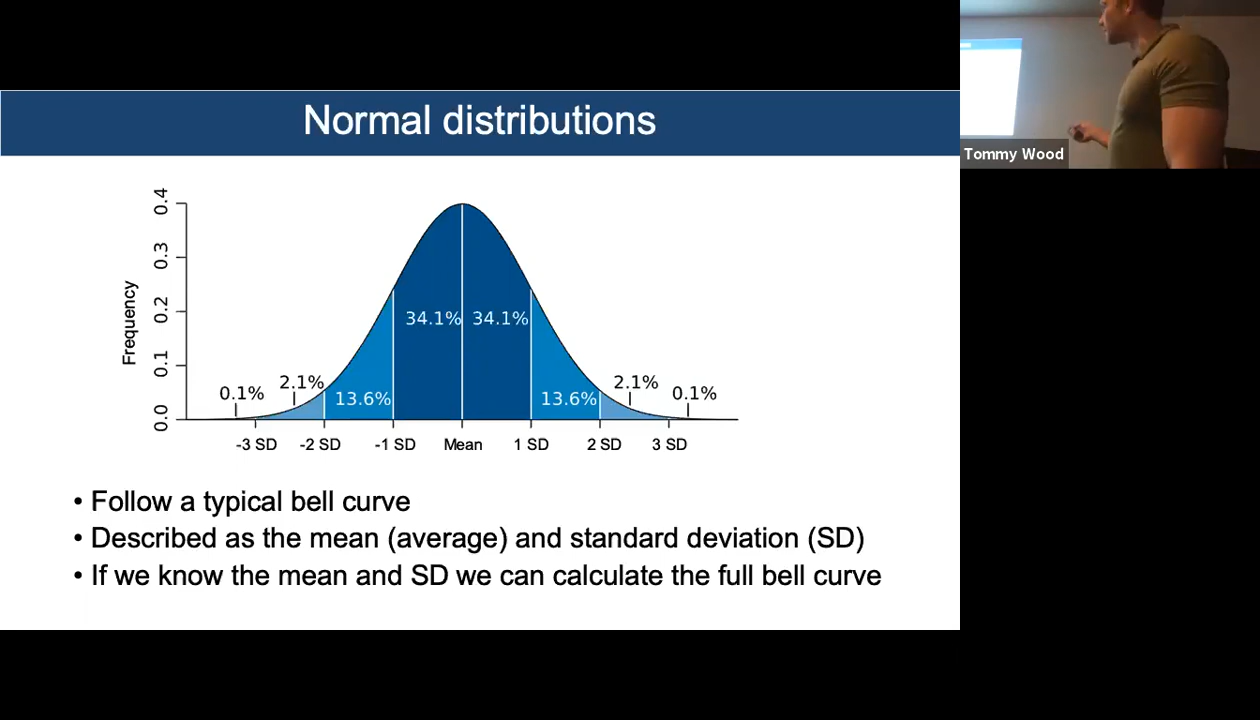 Normal distributions
Tommy Wood
Frequency
0.4
0.3
0.2
0.1
0.0
34.1% 34.1%
0.1% 2.1% 13.6% 13.6% 2.1% 0.1%
-3 SD -2 SD -1 SD Mean 1 SD 2 SD 3 SD
• Follow a typical bell curve
• Described as the mean (average) and standard deviation (SD)
• If we know the mean and SD we can calculate the full bell curve